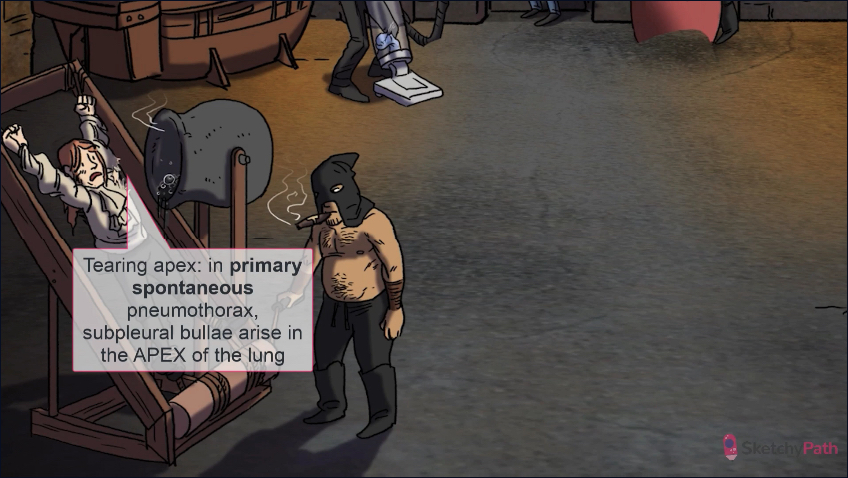 Tearing apex: in primary
spontaneous
pneumothorax,
subpleural bullae arise in
the APEX of the lung
SketchyPath